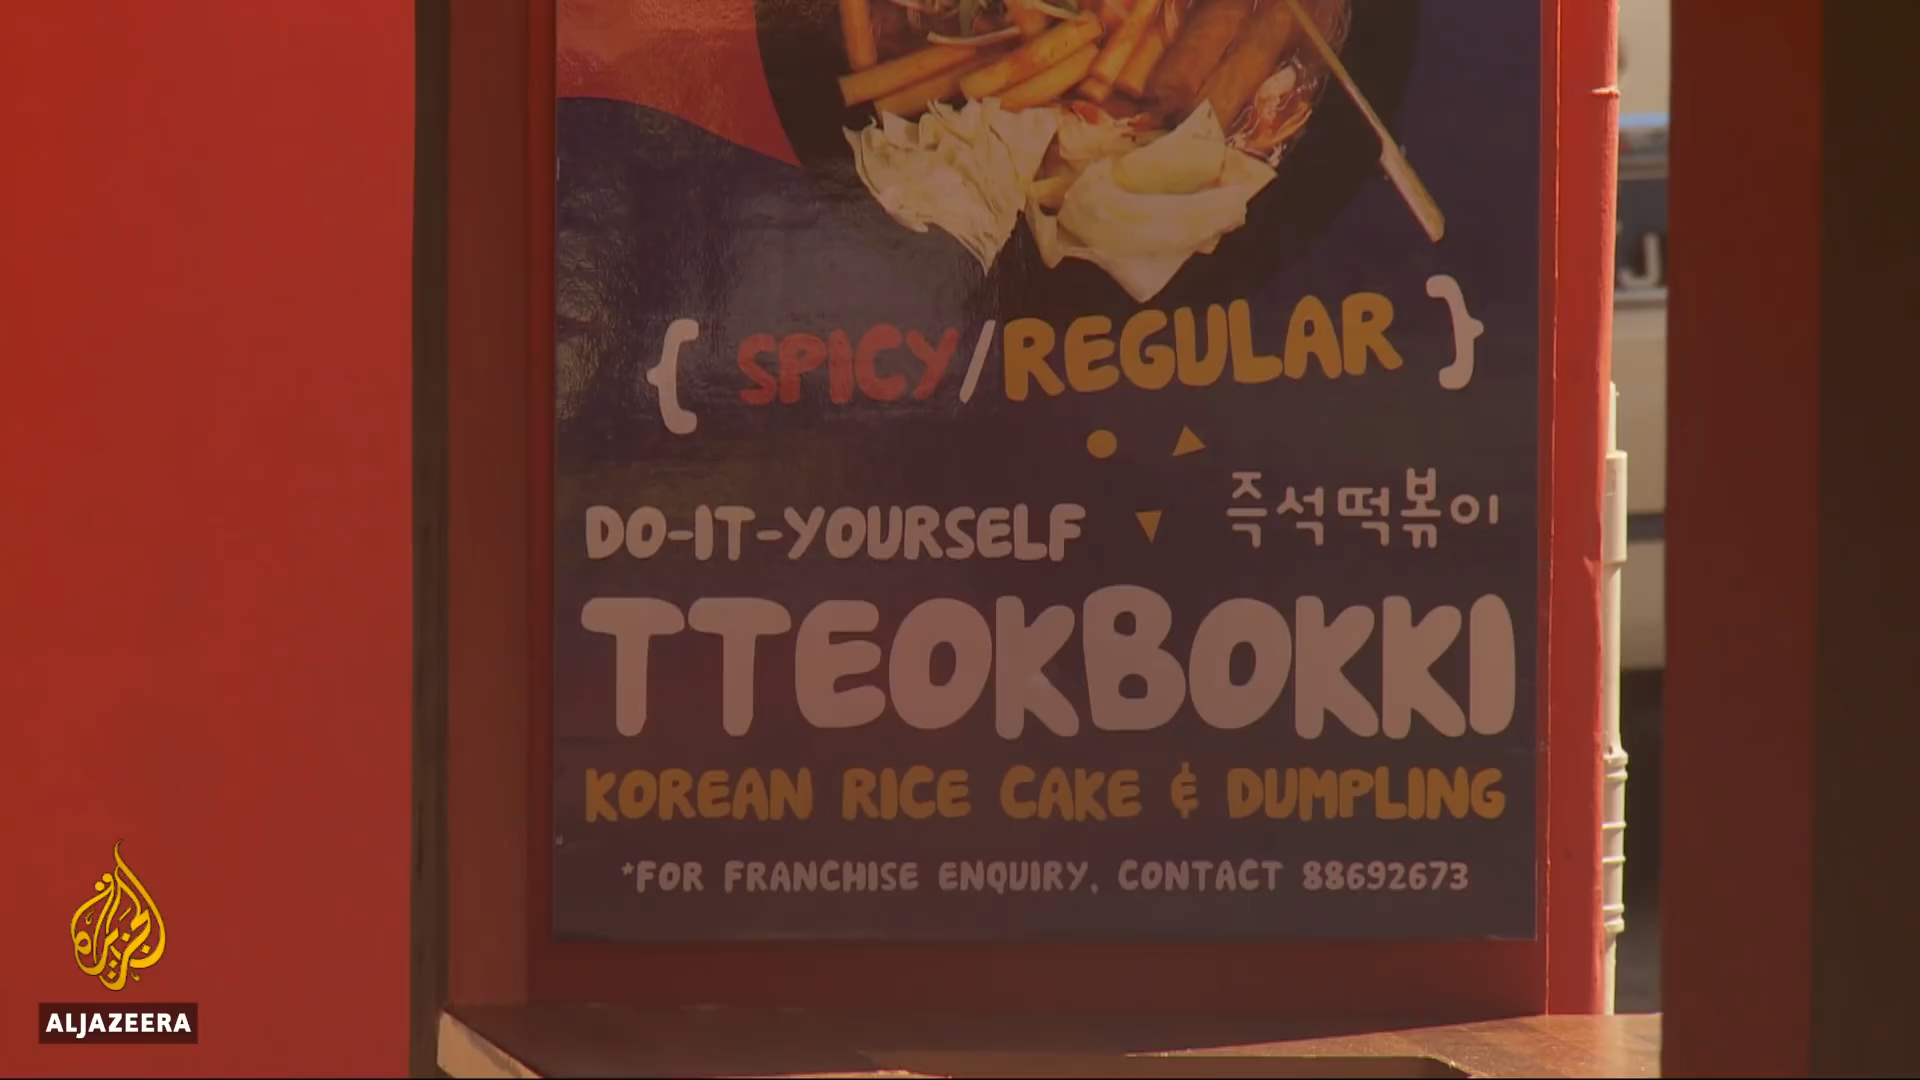 { SPICY/REGULAR }
DO-IT-YOURSELF
즉석떡볶이
TTEOKBOKKI
KOREAN RICE CAKE & DUMPLING
*FOR FRANCHISE ENQUIRY, CONTACT 88692673
J
الجزيرة
ALJAZEERA